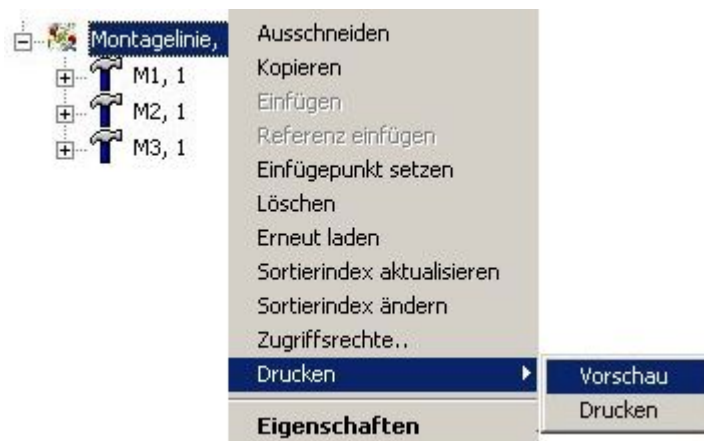 Montagelinie,
M1, 1
M2, 1
M3, 1
Ausschneiden
Kopieren
Einfügen
Referenz einfügen
Einfügepunkt setzen
Löschen
Erneut laden
Sortierindex aktualisieren
Sortierindex ändern
Zugriffsrechte..
Drucken
Eigenschaften
Vorschau
Drucken